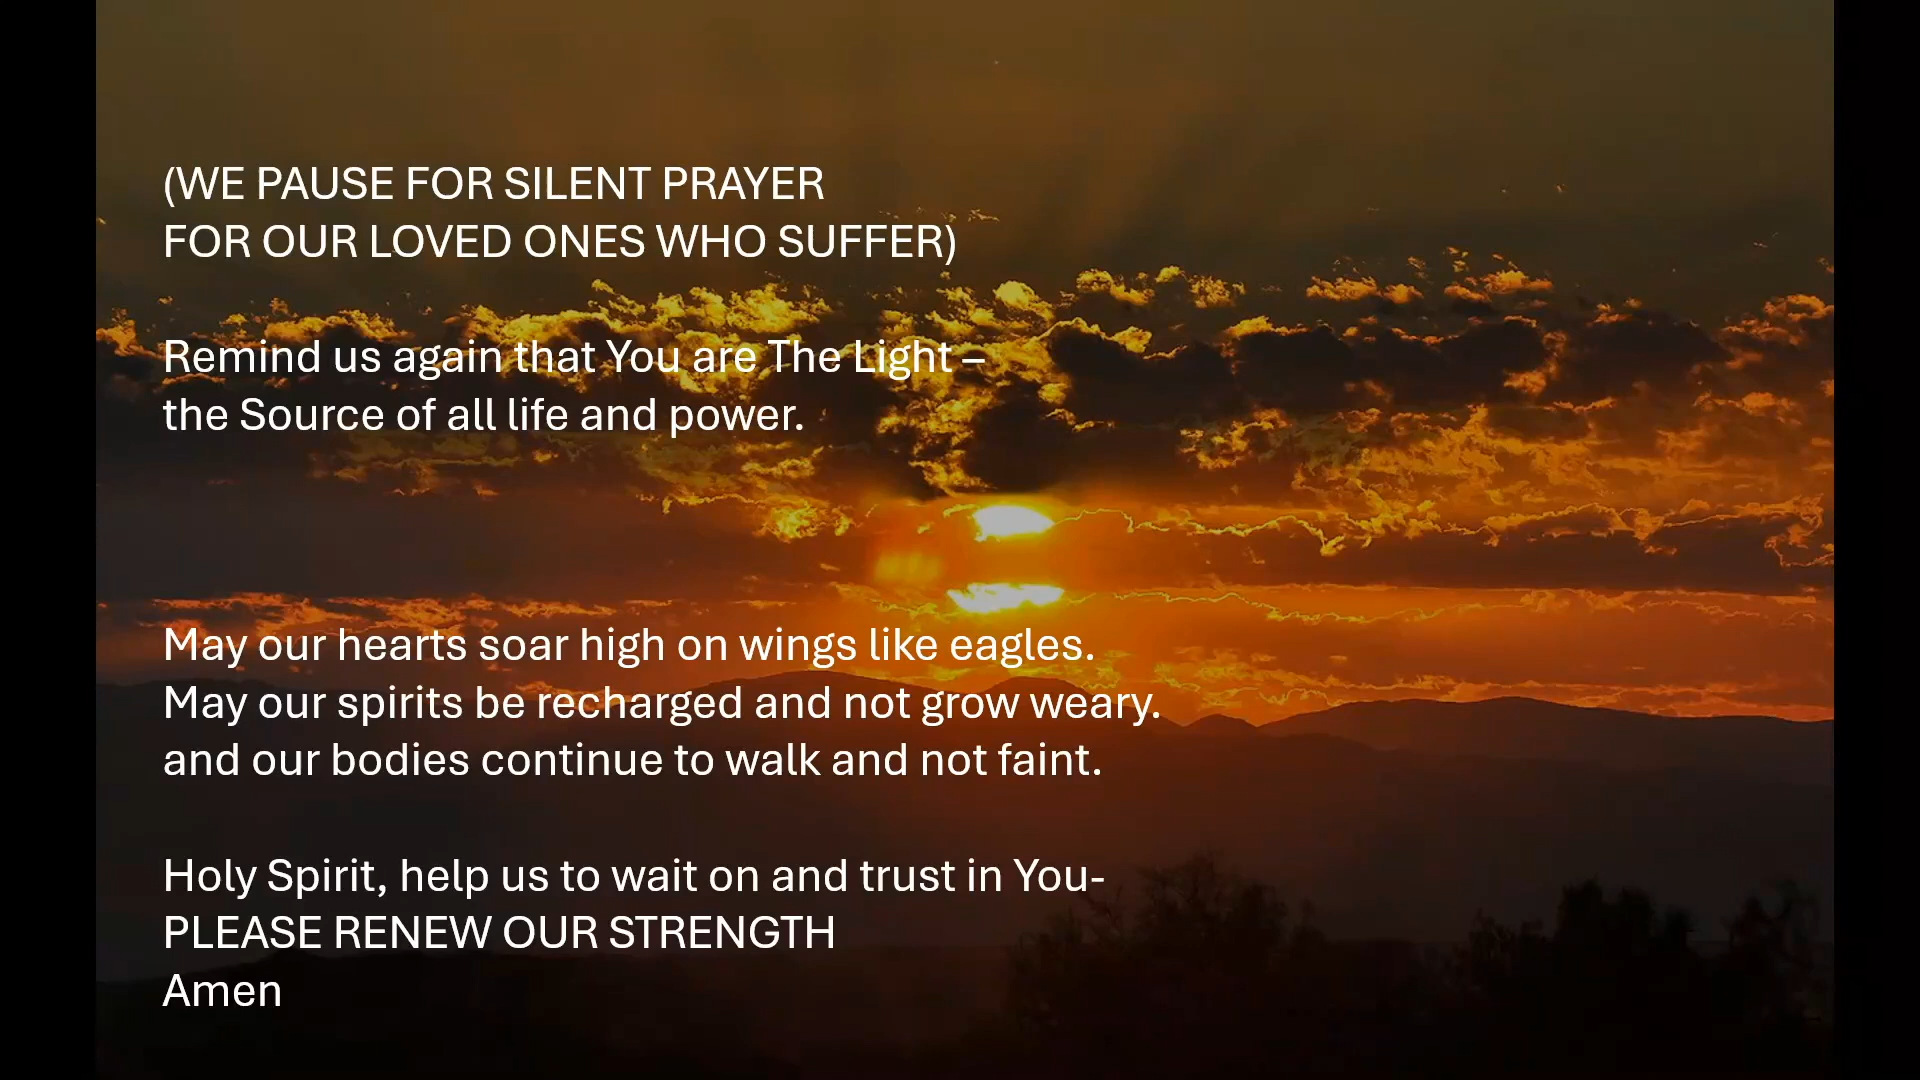 (WE PAUSE FOR SILENT PRAYER
FOR OUR LOVED ONES WHO SUFFER)
Remind us again that You are The Light –
the Source of all life and power.
May our hearts soar high on wings like eagles.
May our spirits be recharged and not grow weary.
and our bodies continue to walk and not faint.
Holy Spirit, help us to wait on and trust in You-
PLEASE RENEW OUR STRENGTH
Amen